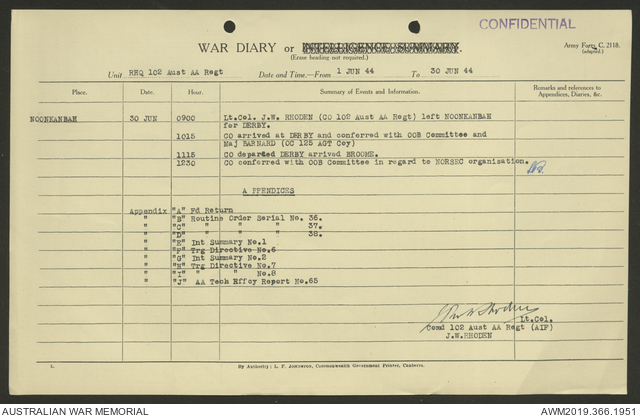 CONFIDENTIAL
WAR DIARY or INTELLIGENCE SUMMARY.
Army Form C. 2118.
(adapted.)
(Erase heading not required.)
Unit RHQ 102 Aust AA Regt Date and Time.—From 1 JUN 44 To 30 JUN 44
Place. Date. Hour. Summary of Events and Information. Remarks and references to Appendices, Diaries, &c.
NOONKANBAH 30 JUN 0900 Lt.Col. J.W. RHODEN (CO 102 Aust AA Regt) left NOONKANBAH
for DERBY.
1015 CO arrived at DERBY and conferred with OOB Committee and
Maj BARNARD (OC 125 AGT Coy)
1115 CO departed DERBY arrived BROOME.
1230 CO conferred with OOB Committee in regard to NORSEC organisation.
A PPENDICES
Appendix "A" Fd Return
" "B" Routine Order Serial No. 36.
" "C" " " " 37.
" "D" " " " 38.
" "E" Int Summary No.1
" "F" Trg Directive No.6
" "G" Int Summary No.2
" "H" Trg Directive No.7
" "I" " " No.8
" "J" AA Tech Effcy Report No.65
Lt.Col.
Comd 102 Aust AA Regt (AIF)
J.W.RHODEN
By Authority: L. F. Johnston, Commonwealth Government Printer, Canberra.
AUSTRALIAN WAR MEMORIAL AWM2019.366.1951